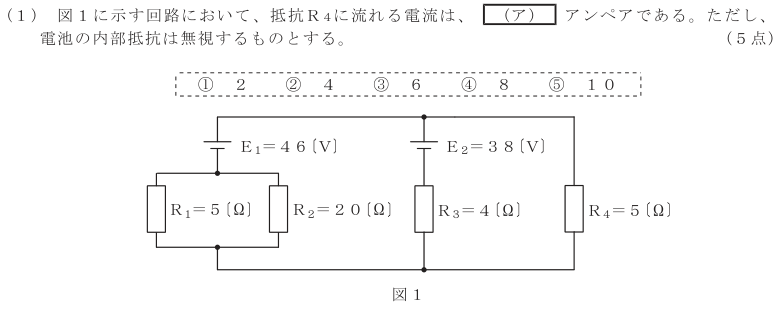 (1) 図1に示す回路において、抵抗R4に流れる電流は、 (ア) アンペアである。ただし、
電池の内部抵抗は無視するものとする。 (5点)
① 2 ② 4 ③ 6 ④ 8 ⑤ 10
E1=46〔V〕 E2=38〔V〕
R1=5〔Ω〕 R2=20〔Ω〕 R3=4〔Ω〕 R4=5〔Ω〕
図1